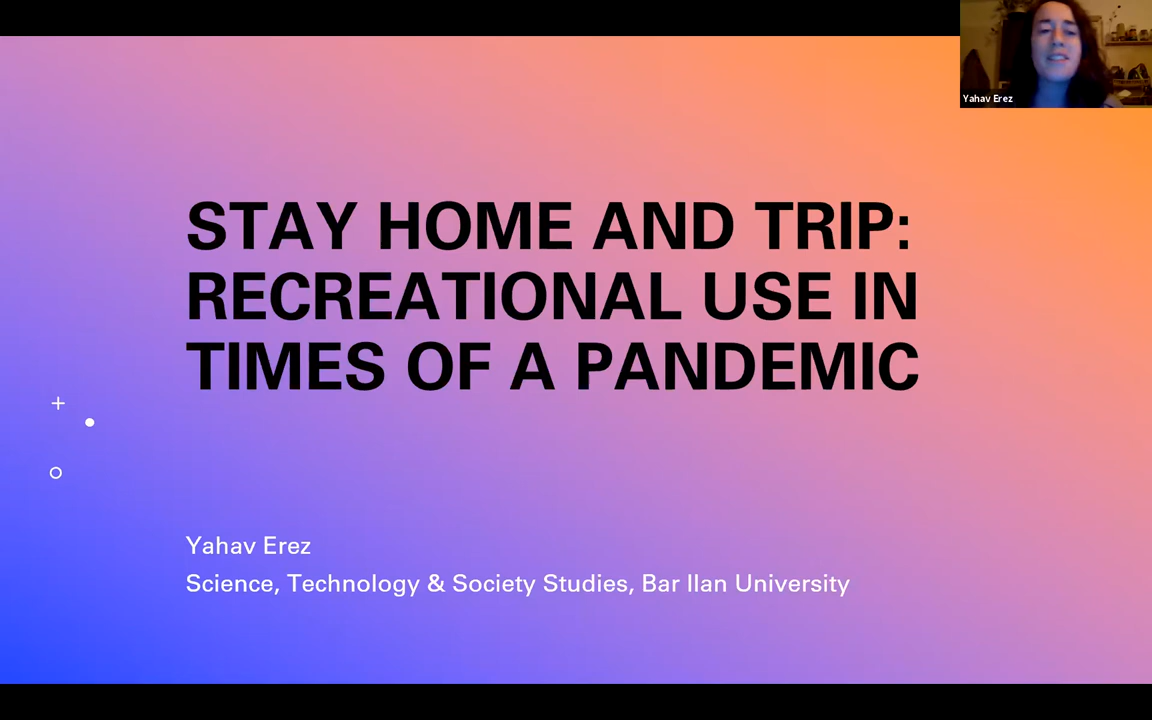 Yahav Erez
STAY HOME AND TRIP:
RECREATIONAL USE IN
TIMES OF A PANDEMIC
Yahav Erez
Science, Technology & Society Studies, Bar Ilan University